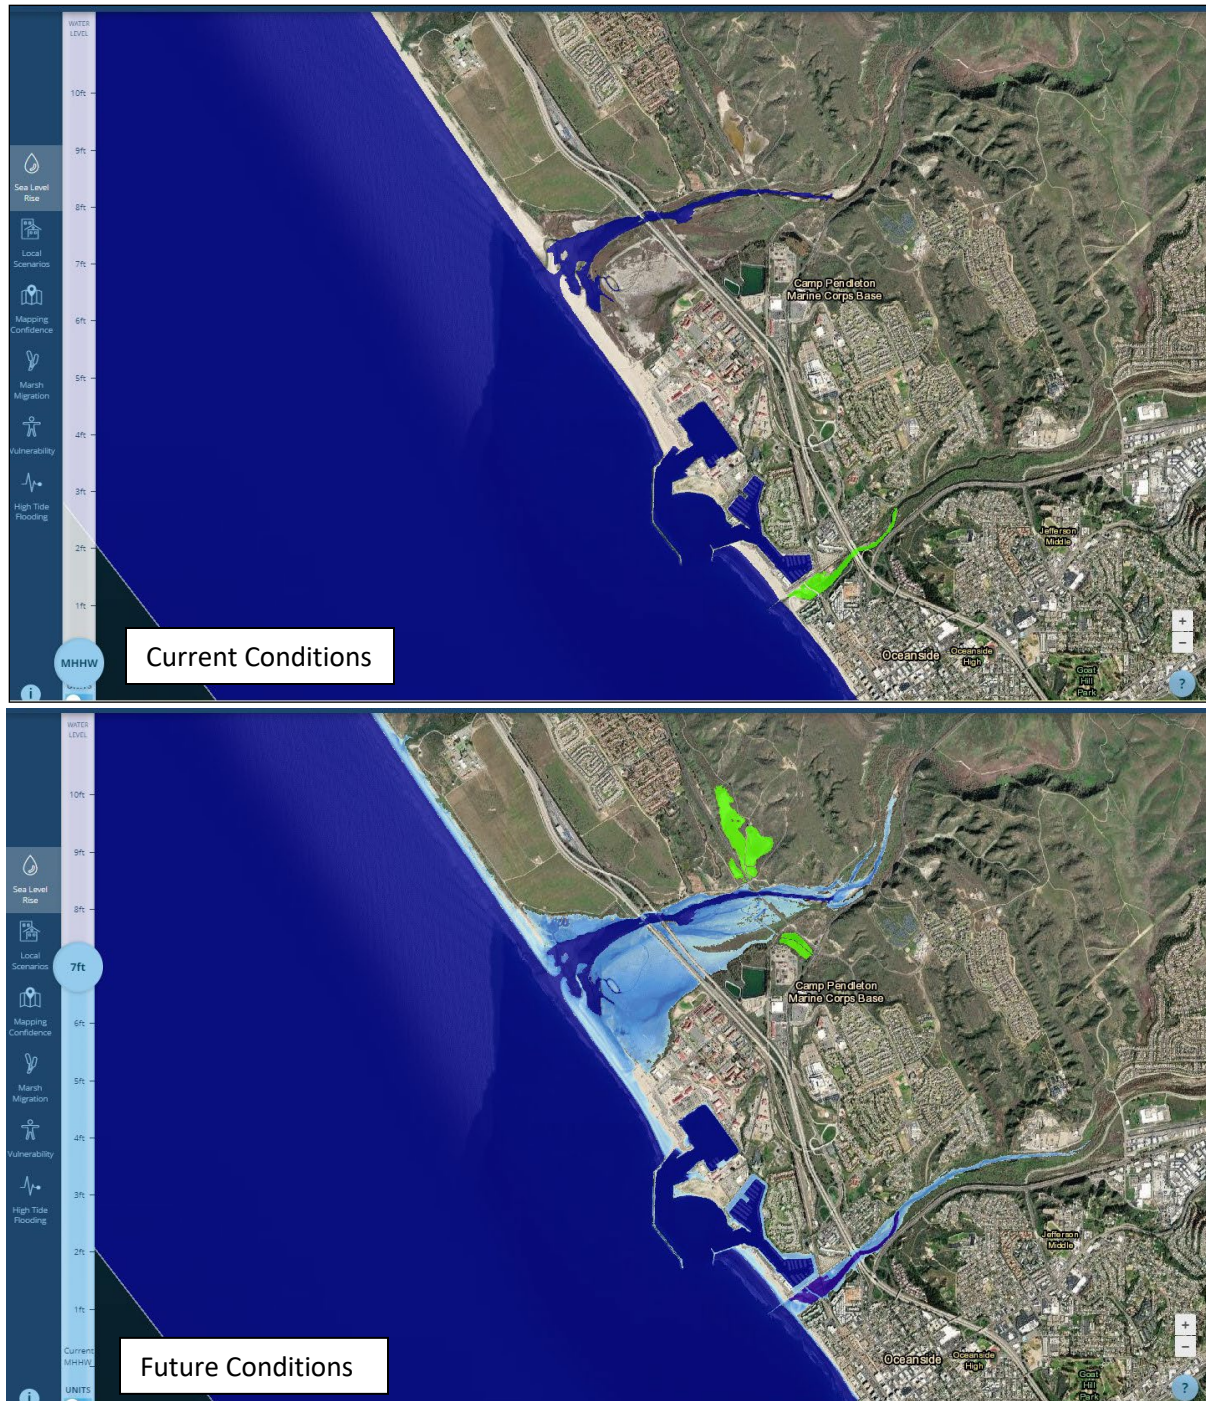 WATER
LEVEL
10ft
9ft
Sea Level
Rise
8ft
Local
Scenarios
7ft
Mapping
Confidence
6ft
Marsh
Migration
5ft
Vulnerability
4ft
High Tide
Flooding
3ft
2ft
1ft
MHHW
UNITS
i
Camp Pendleton
Marine Corps Base
Jefferson
Middle
Oceanside
Oceanside
High
Goat
Hill
Park
+
−
?
Current Conditions
WATER
LEVEL
10ft
9ft
Sea Level
Rise
8ft
Local
Scenarios
7ft
Mapping
Confidence
6ft
Marsh
Migration
5ft
Vulnerability
4ft
High Tide
Flooding
3ft
2ft
1ft
Current
MHHW
UNITS
i
Camp Pendleton
Marine Corps Base
Jefferson
Middle
Oceanside
Oceanside
High
Goat
Hill
Park
+
−
?
Future Conditions